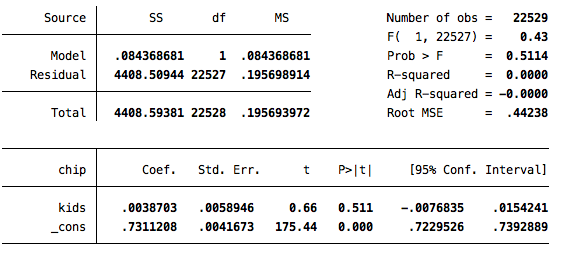 Source SS df MS Number of obs = 22529
F( 1, 22527) = 0.43
Model .084368681 1 .084368681 Prob > F = 0.5114
Residual 4408.50944 22527 .195698914 R-squared = 0.0000
Adj R-squared = -0.0000
Total 4408.59381 22528 .195693972 Root MSE = .44238
chip Coef. Std. Err. t P>|t| [95% Conf. Interval]
kids .0038703 .0058946 0.66 0.511 -.0076835 .0154241
_cons .7311208 .0041673 175.44 0.000 .7229526 .7392889